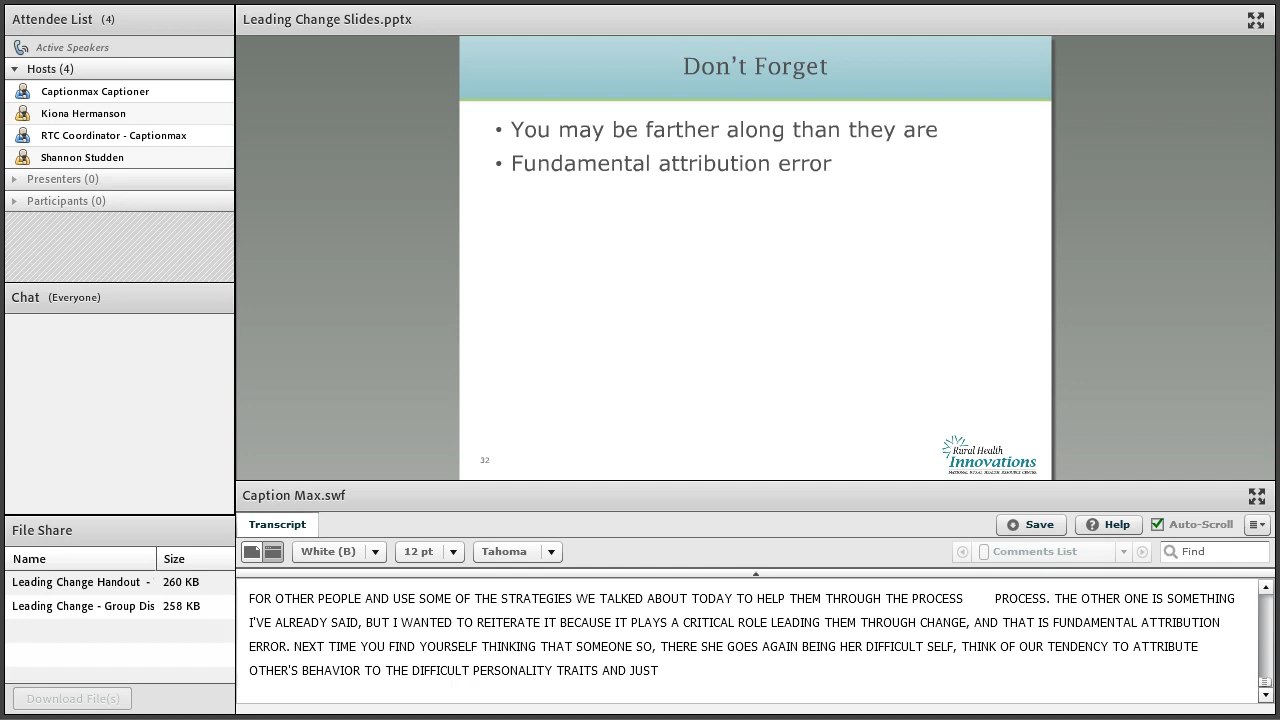 Attendee List (4)
Active Speakers
Hosts (4)
Captionmax Captioner
Kiona Hermanson
RTC Coordinator - Captionmax
Shannon Studden
Presenters (0)
Participants (0)
Chat (Everyone)
File Share
Name Size
Leading Change Handout - 260 KB
Leading Change - Group Dis 258 KB
Download File(s)
Leading Change Slides.pptx
Don't Forget
• You may be farther along than they are
• Fundamental attribution error
32
Rural Health
Innovations
NATIONAL RURAL HEALTH RESOURCE CENTER
Caption Max.swf
Transcript
Save
Help
Auto-Scroll
White (B)
12 pt
Tahoma
Comments List
Find
FOR OTHER PEOPLE AND USE SOME OF THE STRATEGIES WE TALKED ABOUT TODAY TO HELP THEM THROUGH THE PROCESS PROCESS. THE OTHER ONE IS SOMETHING
I'VE ALREADY SAID, BUT I WANTED TO REITERATE IT BECAUSE IT PLAYS A CRITICAL ROLE LEADING THEM THROUGH CHANGE, AND THAT IS FUNDAMENTAL ATTRIBUTION
ERROR. NEXT TIME YOU FIND YOURSELF THINKING THAT SOMEONE SO, THERE SHE GOES AGAIN BEING HER DIFFICULT SELF, THINK OF OUR TENDENCY TO ATTRIBUTE
OTHER'S BEHAVIOR TO THE DIFFICULT PERSONALITY TRAITS AND JUST